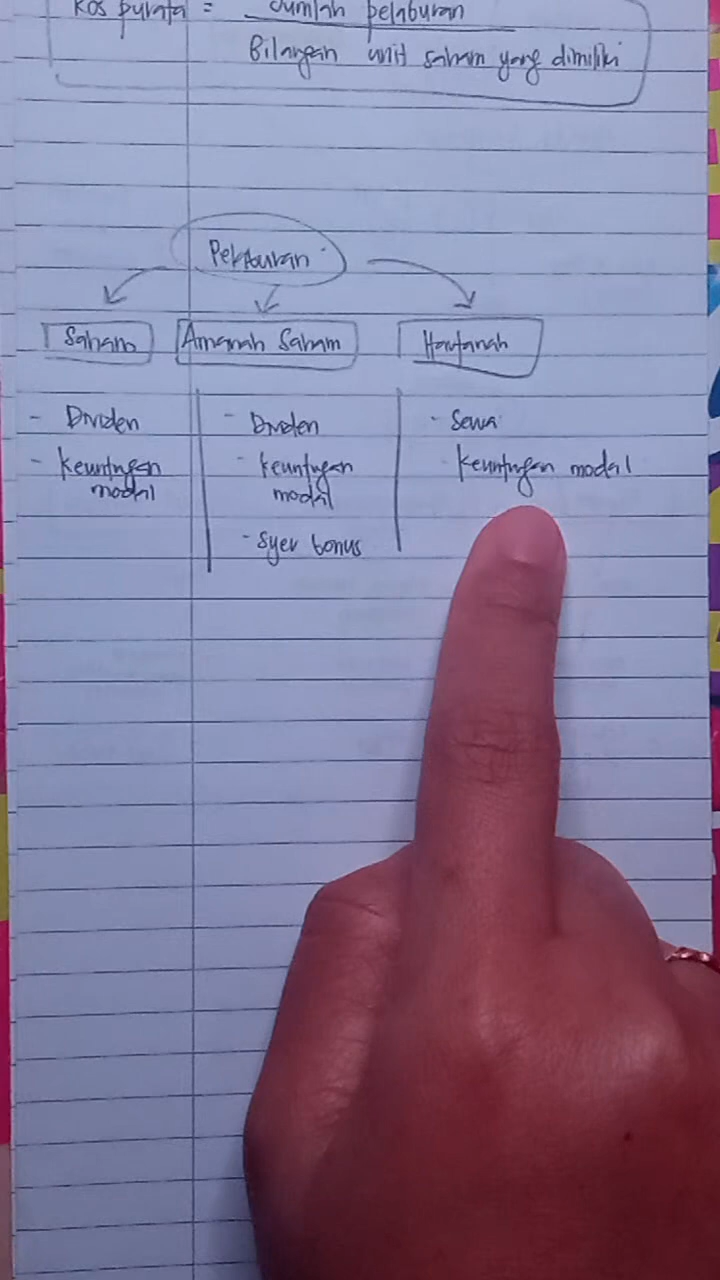 Kos purata = Jumlah pelaburan
Bilangan unit saham yang dimiliki
Pelaburan
Saham Amanah Saham Hartanah
- Dividen - Dividen - Sewa
- Keuntungan - Keuntungan - Keuntungan modal
modal modal
- Syer bonus